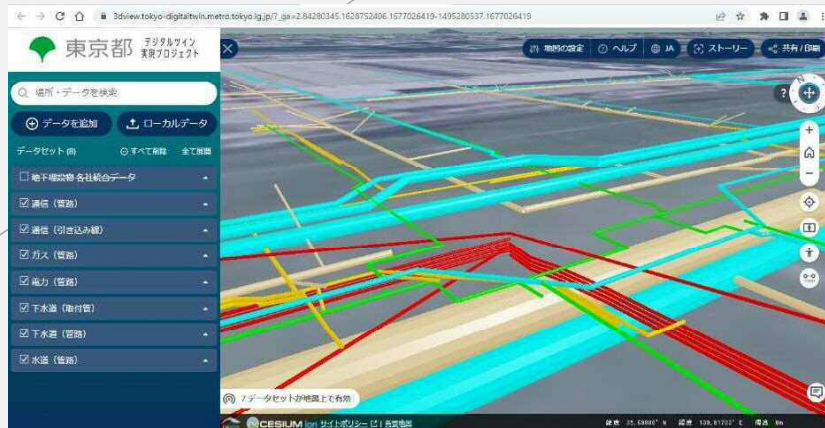 3dview.tokyo-digitaltwin.metro.tokyo.lg.jp/?_ga=2.84280345.1628752406.1677026419-1495280537.1677026419
東京都 デジタルツイン
実現プロジェクト
地図の設定
ヘルプ
JA
ストーリー
共有/印刷
場所・データを検索
データを追加
ローカルデータ
データセット (8)
すべて削除
全て展開
地下埋設物 各社統合データ
通信（管路）
通信（引き込み線）
ガス（管路）
電力（管路）
下水道（取付管）
下水道（管路）
水道（管路）
7 データセットが地図上で有効
CESIUM ion サイトポリシー
背景地図